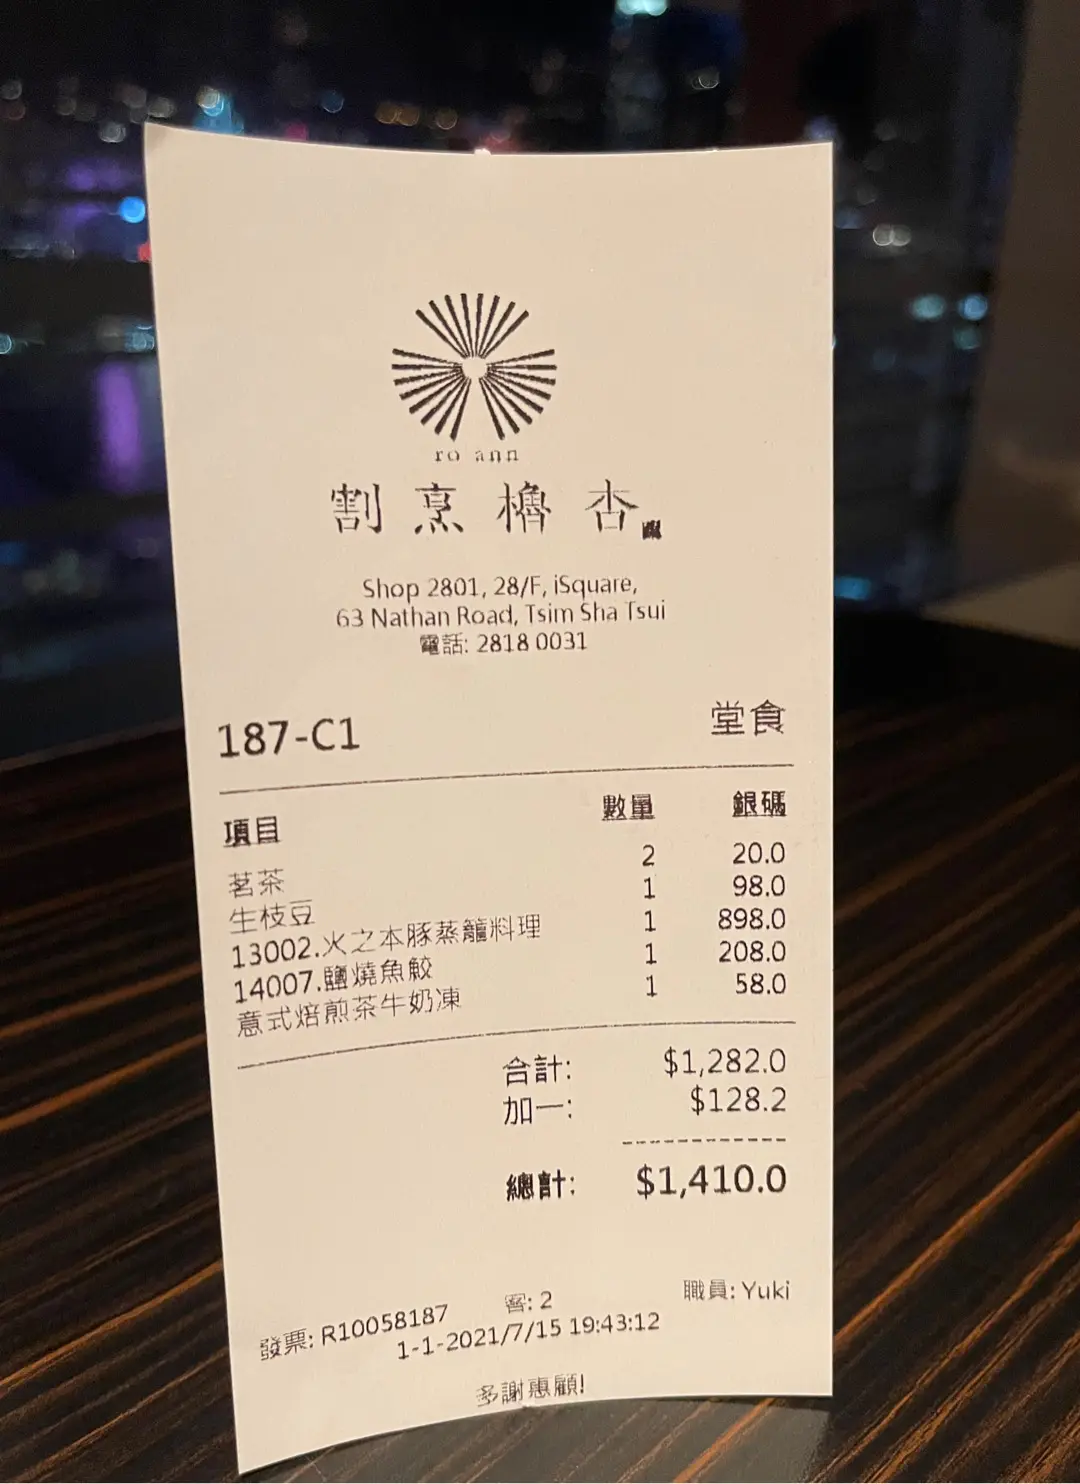 ro ann
割烹櫓杏
Shop 2801, 28/F, iSquare,
63 Nathan Road, Tsim Sha Tsui
電話: 2818 0031
187-C1 堂食
項目 數量 銀碼
茗茶 2 20.0
生枝豆 1 98.0
13002.火之本豚蒸籠料理 1 898.0
14007.鹽燒魚鮫 1 208.0
意式焙煎茶牛奶凍 1 58.0
合計: $1,282.0
加一: $128.2
總計: $1,410.0
發票: R10058187 客: 2 職員: Yuki
1-1-2021/7/15 19:43:12
多謝惠顧!